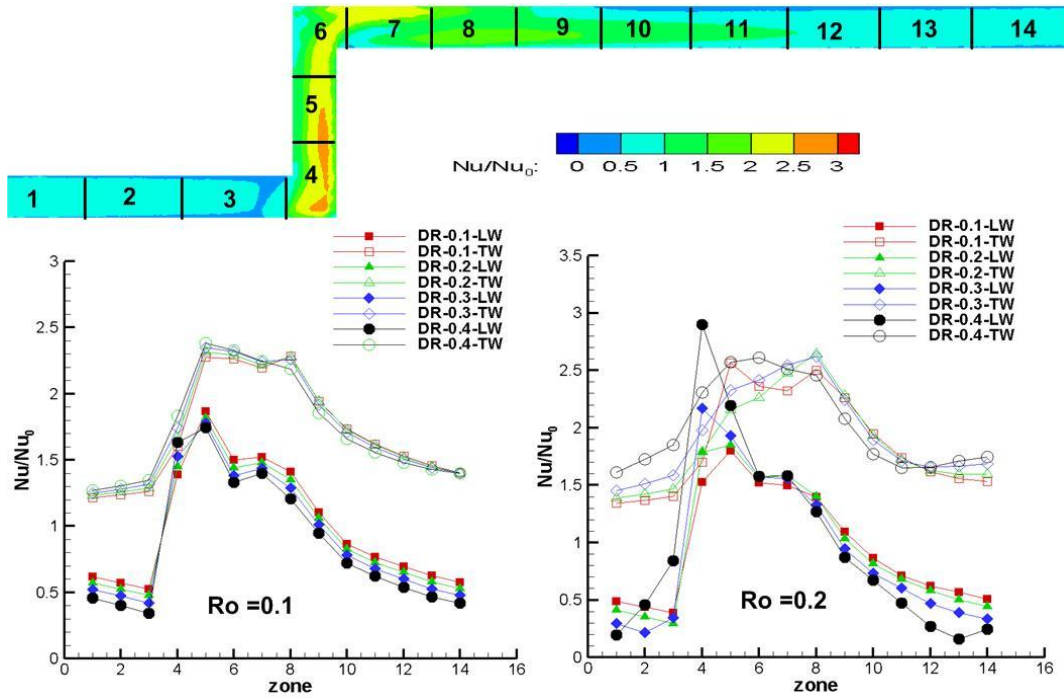 6 7 8 9 10 11 12 13 14
5
4
1 2 3
Nu/Nu₀: 0 0.5 1 1.5 2 2.5 3
DR-0.1-LW
DR-0.1-TW
DR-0.2-LW
DR-0.2-TW
DR-0.3-LW
DR-0.3-TW
DR-0.4-LW
DR-0.4-TW
3
2.5
2
1.5
1
0.5
0
Nu/Nu₀
Ro =0.1
0 2 4 6 8 10 12 14 16
zone
DR-0.1-LW
DR-0.1-TW
DR-0.2-LW
DR-0.2-TW
DR-0.3-LW
DR-0.3-TW
DR-0.4-LW
DR-0.4-TW
3.5
3
2.5
2
1.5
1
0.5
0
Nu/Nu₀
Ro =0.2
0 2 4 6 8 10 12 14 16
zone